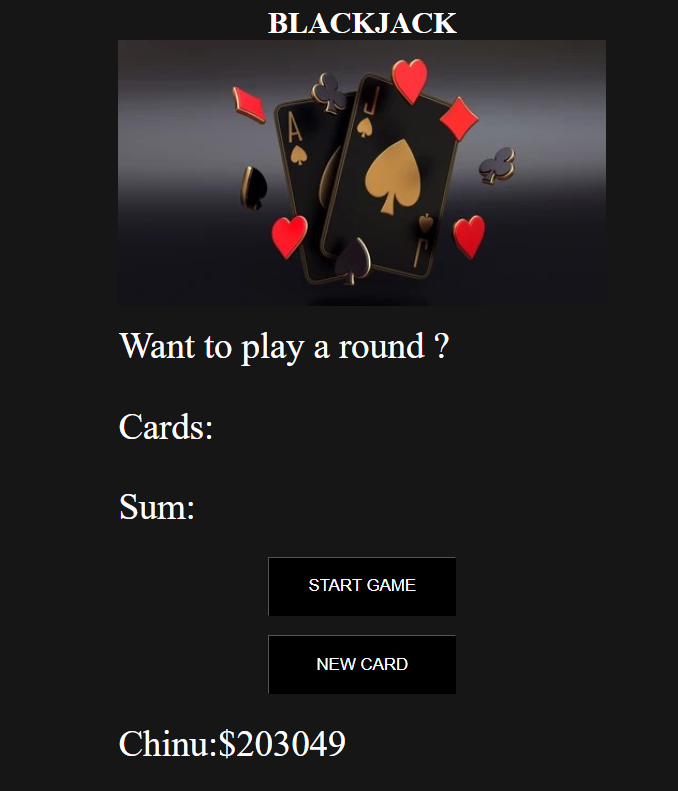 BLACKJACK
A
J
J
Want to play a round ?
Cards:
Sum:
START GAME
NEW CARD
Chinu:$203049